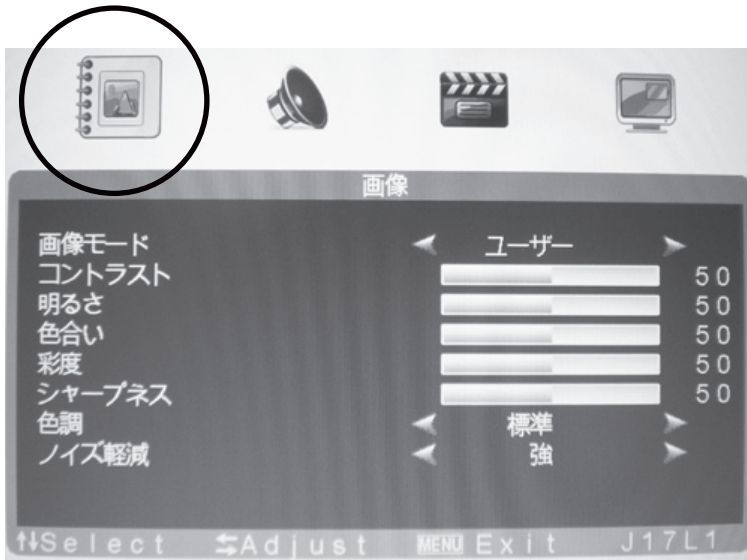 画像
画像モード ユーザー
コントラスト 50
明るさ 50
色合い 50
彩度 50
シャープネス 50
色調 標準
ノイズ軽減 強
Select Adjust MENU Exit J17L1